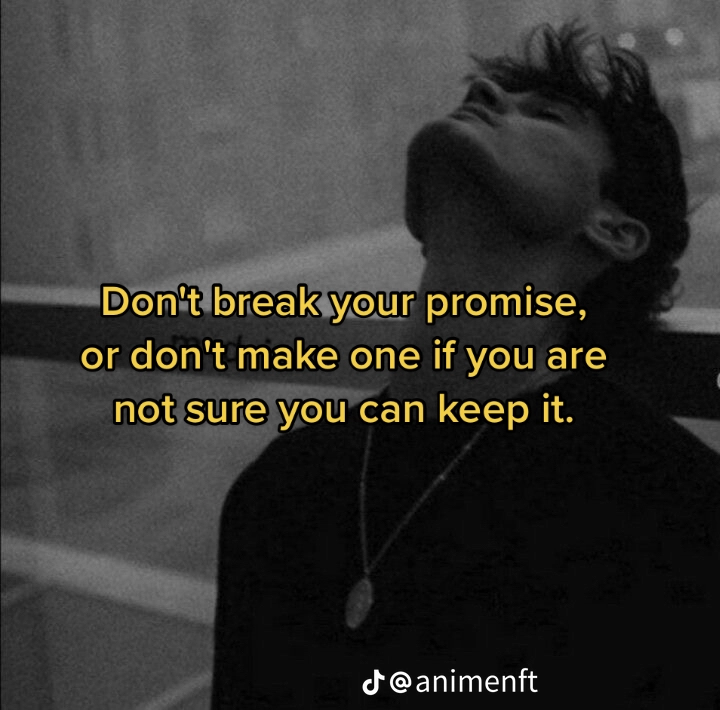 Don't break your promise,
or don't make one if you are
not sure you can keep it.
@animenft